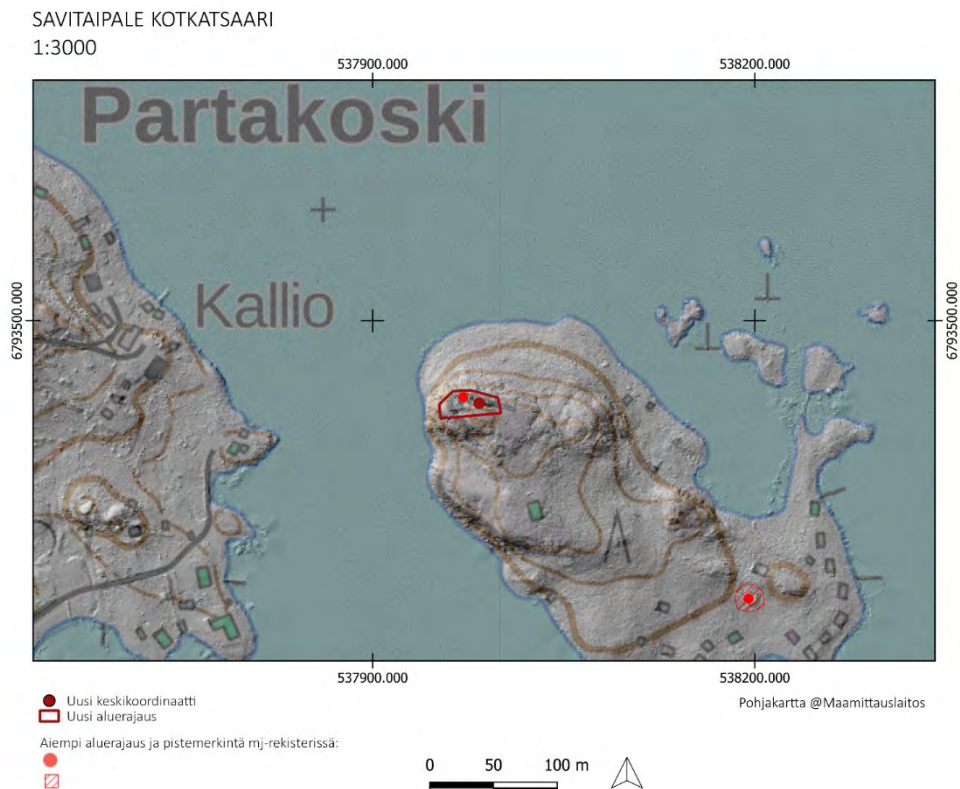 SAVITAIPALE KOTKATSAARI
1:3000
537900.000 538200.000
Partakoski
Kallio
6793500.000 6793500.000
A
537900.000 538200.000
Uusi keskikoordinaatti
Uusi aluerajaus
Pohjakartta @Maamittauslaitos
Aiempi aluerajaus ja pistemerkintä mj-rekisterissä:
0 50 100 m